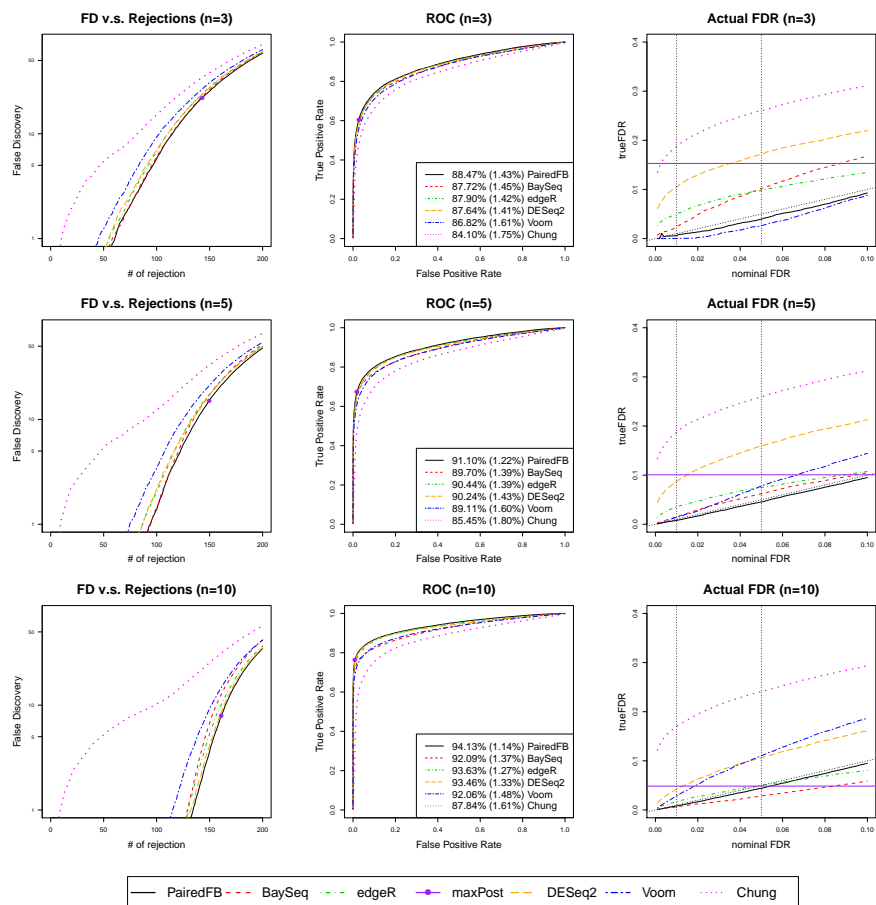 FD v.s. Rejections (n=3)
False Discovery
50
10
5
1
0 50 100 150 200
# of rejection
ROC (n=3)
True Positive Rate
1.0
0.8
0.6
0.4
0.2
0.0
88.47% (1.43%) PairedFB
87.72% (1.45%) BaySeq
87.90% (1.42%) edgeR
87.64% (1.41%) DESeq2
86.82% (1.61%) Voom
84.10% (1.75%) Chung
0.0 0.2 0.4 0.6 0.8 1.0
False Positive Rate
Actual FDR (n=3)
trueFDR
0.4
0.3
0.2
0.1
0.0
0.00 0.02 0.04 0.06 0.08 0.10
nominal FDR
FD v.s. Rejections (n=5)
False Discovery
50
10
5
1
0 50 100 150 200
# of rejection
ROC (n=5)
True Positive Rate
1.0
0.8
0.6
0.4
0.2
0.0
91.10% (1.22%) PairedFB
89.70% (1.39%) BaySeq
90.44% (1.39%) edgeR
90.24% (1.43%) DESeq2
89.11% (1.60%) Voom
85.45% (1.80%) Chung
0.0 0.2 0.4 0.6 0.8 1.0
False Positive Rate
Actual FDR (n=5)
trueFDR
0.4
0.3
0.2
0.1
0.0
0.00 0.02 0.04 0.06 0.08 0.10
nominal FDR
FD v.s. Rejections (n=10)
False Discovery
50
10
5
1
0 50 100 150 200
# of rejection
ROC (n=10)
True Positive Rate
1.0
0.8
0.6
0.4
0.2
0.0
94.13% (1.14%) PairedFB
92.09% (1.37%) BaySeq
93.63% (1.27%) edgeR
93.46% (1.33%) DESeq2
92.06% (1.48%) Voom
87.84% (1.61%) Chung
0.0 0.2 0.4 0.6 0.8 1.0
False Positive Rate
Actual FDR (n=10)
trueFDR
0.4
0.3
0.2
0.1
0.0
0.00 0.02 0.04 0.06 0.08 0.10
nominal FDR
PairedFB BaySeq edgeR maxPost DESeq2 Voom Chung